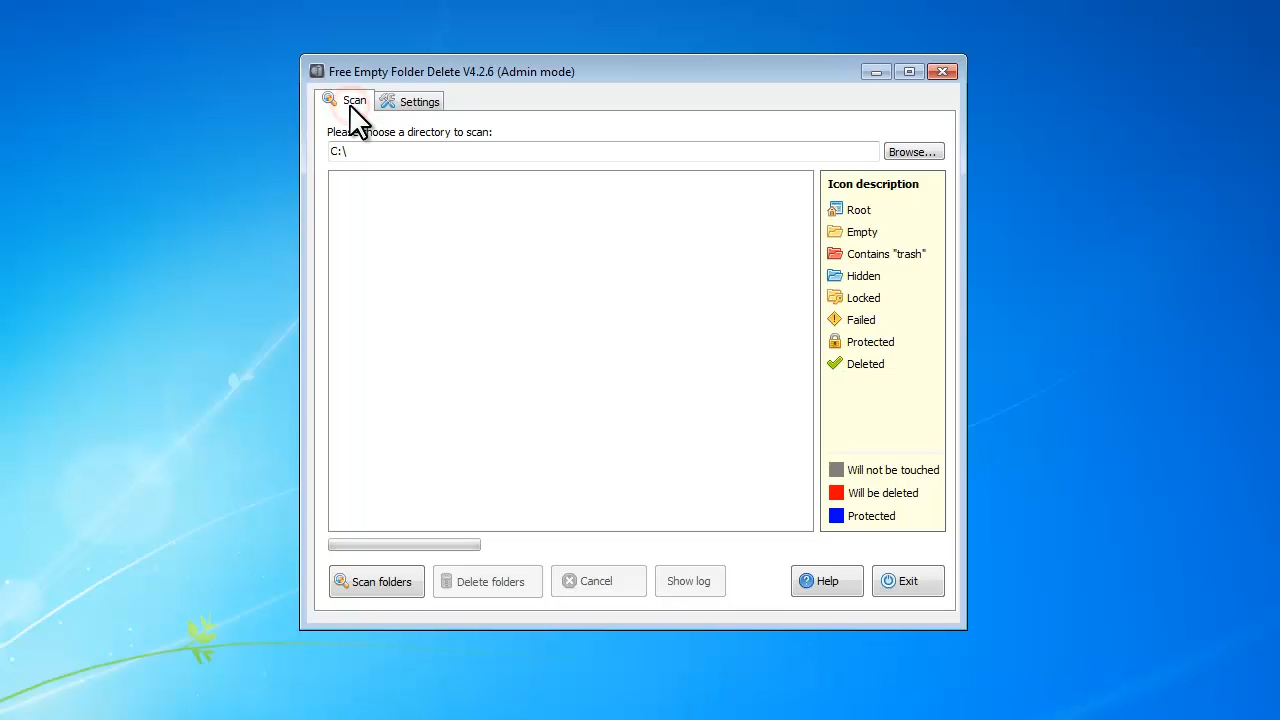 Free Empty Folder Delete V4.2.6 (Admin mode)
Scan
Settings
Please choose a directory to scan:
C:\
Browse...
Icon description
Root
Empty
Contains "trash"
Hidden
Locked
Failed
Protected
Deleted
Will not be touched
Will be deleted
Protected
Scan folders
Delete folders
Cancel
Show log
Help
Exit